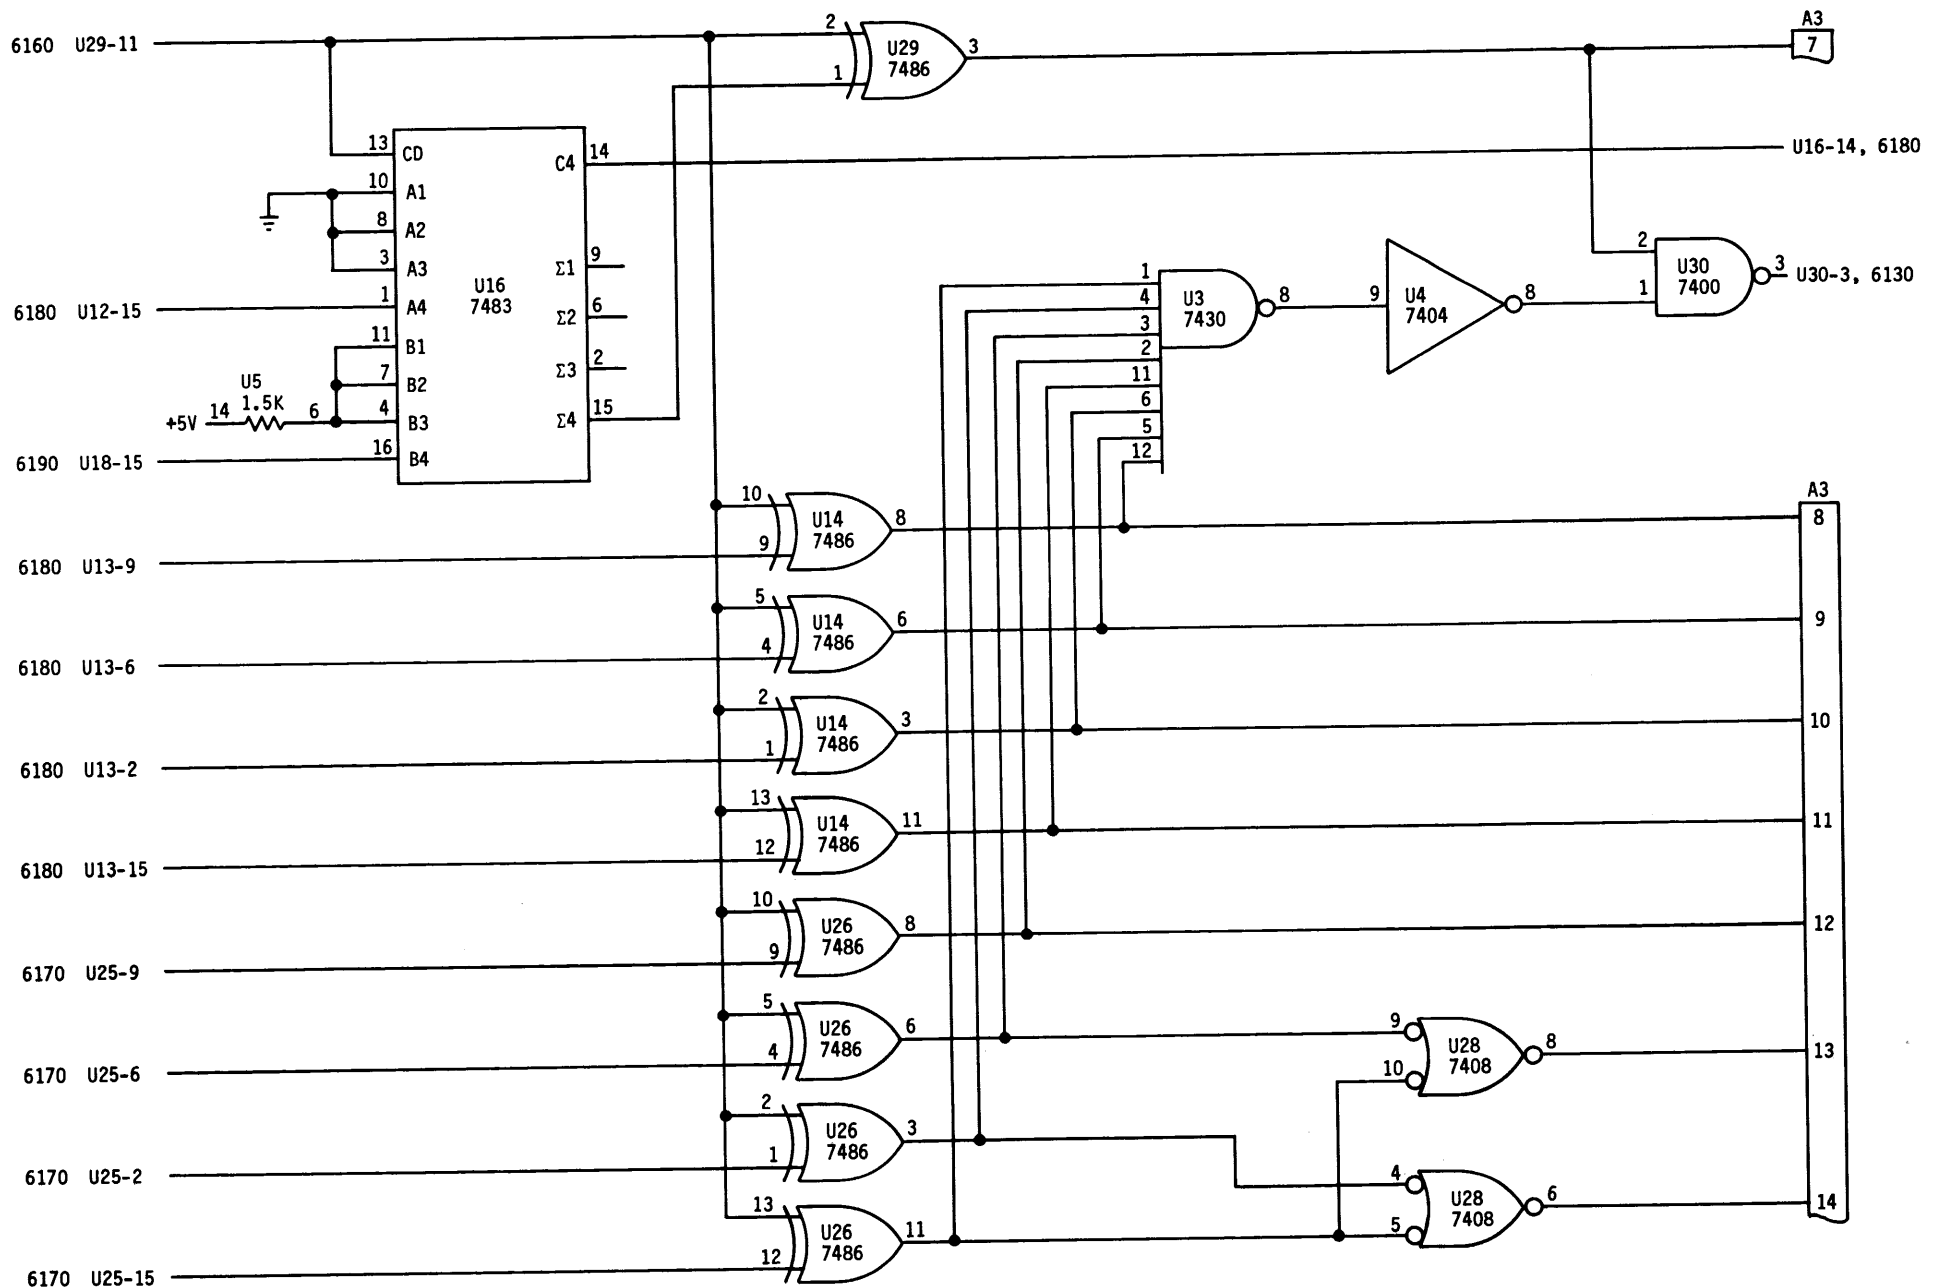 6160 U29-11
2
1
U29
7486
3
A3
7
13
CD
10
A1
8
A2
3
A3
6180 U12-15
1
A4
11
B1
7
B2
4
B3
16
B4
U16
7483
C4
14
U16-14, 6180
Σ1
9
Σ2
6
Σ3
2
Σ4
15
U5
1.5K
+5V
14
6
6190 U18-15
1
4
3
2
11
6
5
12
U3
7430
8
9
U4
7404
8
2
1
U30
7400
3
U30-3, 6130
10
9
U14
7486
8
6180 U13-9
A3
8
5
4
U14
7486
6
6180 U13-6
9
2
1
U14
7486
3
6180 U13-2
10
13
12
U14
7486
11
6180 U13-15
11
10
9
U26
7486
8
6170 U25-9
12
5
4
U26
7486
6
6170 U25-6
9
10
U28
7408
8
13
2
1
U26
7486
3
6170 U25-2
4
5
U28
7408
6
14
13
12
U26
7486
11
6170 U25-15